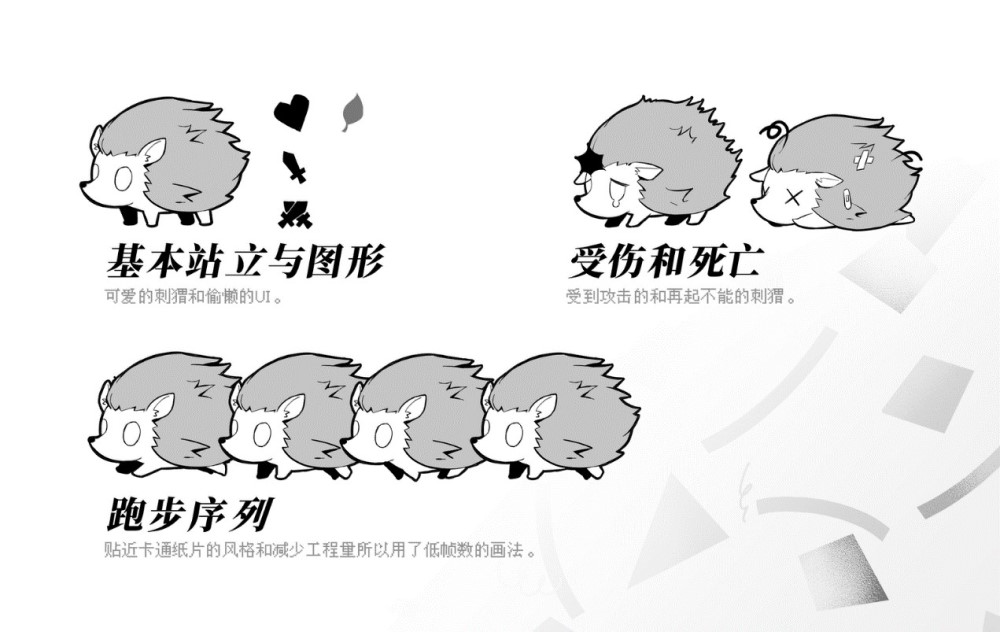 基本站立与图形
可爱的刺猬和偷懒的UI。
受伤和死亡
受到攻击的和再起不能的刺猬。
跑步序列
贴近卡通纸片的风格和减少工程量所以用了低帧数的画法。